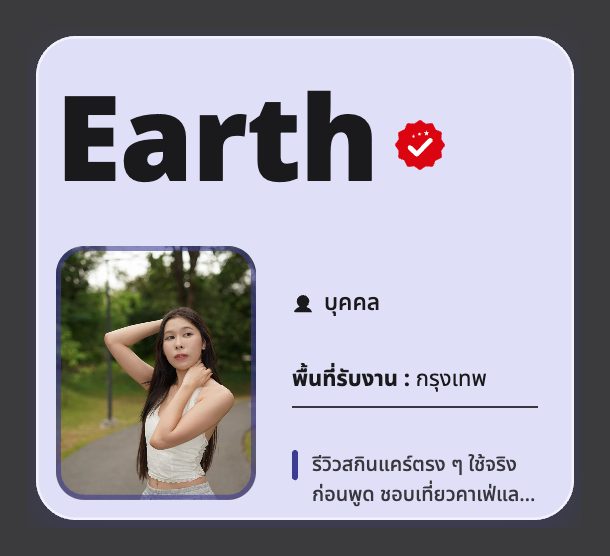 Earth
บุคคล
พื้นที่รับงาน : กรุงเทพ
รีวิวสกินแคร์ตรง ๆ ใช้จริง
ก่อนพูด ชอบเที่ยวคาเฟ่แล...